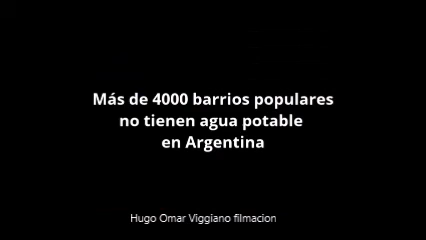 Más de 4000 barrios populares
no tienen agua potable
en Argentina
Hugo Omar Viggiano filmacion